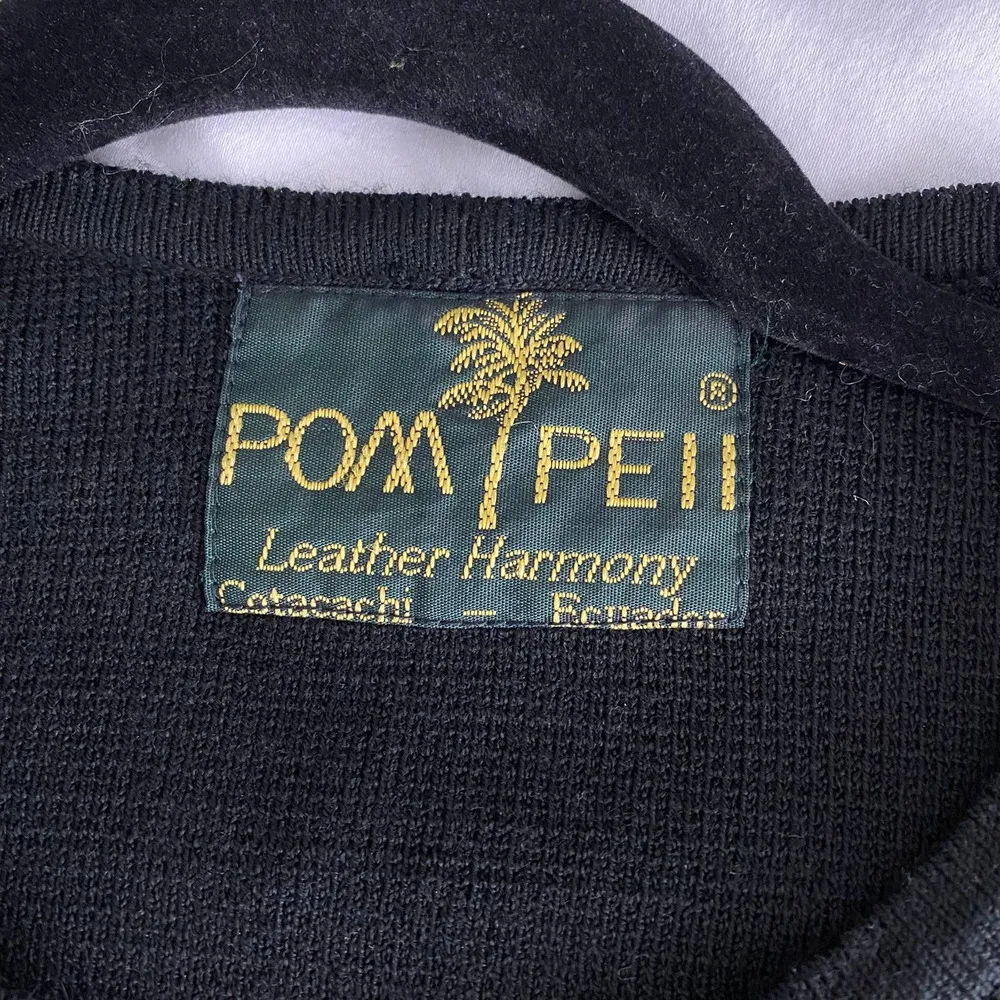 POMPEII ®
Leather Harmony
Cotacachi - Ecuador